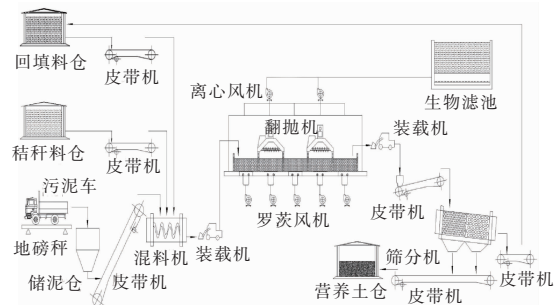 回填料仓
皮带机
离心风机
生物滤池
翻抛机
装载机
秸秆料仓
皮带机
污泥车
罗茨风机
皮带机
地磅秤
混料机
装载机
筛分机
储泥仓
皮带机
营养土仓
皮带机
皮带机